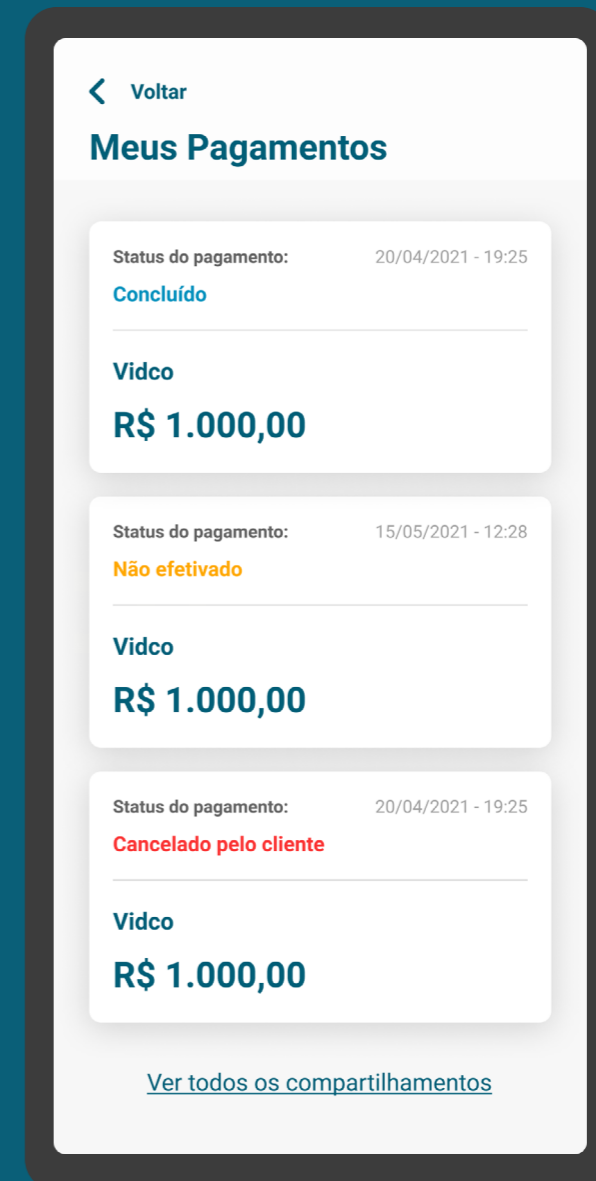 Voltar
Meus Pagamentos
Status do pagamento: 20/04/2021 - 19:25
Concluído
Vidco
R$ 1.000,00
Status do pagamento: 15/05/2021 - 12:28
Não efetivado
Vidco
R$ 1.000,00
Status do pagamento: 20/04/2021 - 19:25
Cancelado pelo cliente
Vidco
R$ 1.000,00
Ver todos os compartilhamentos